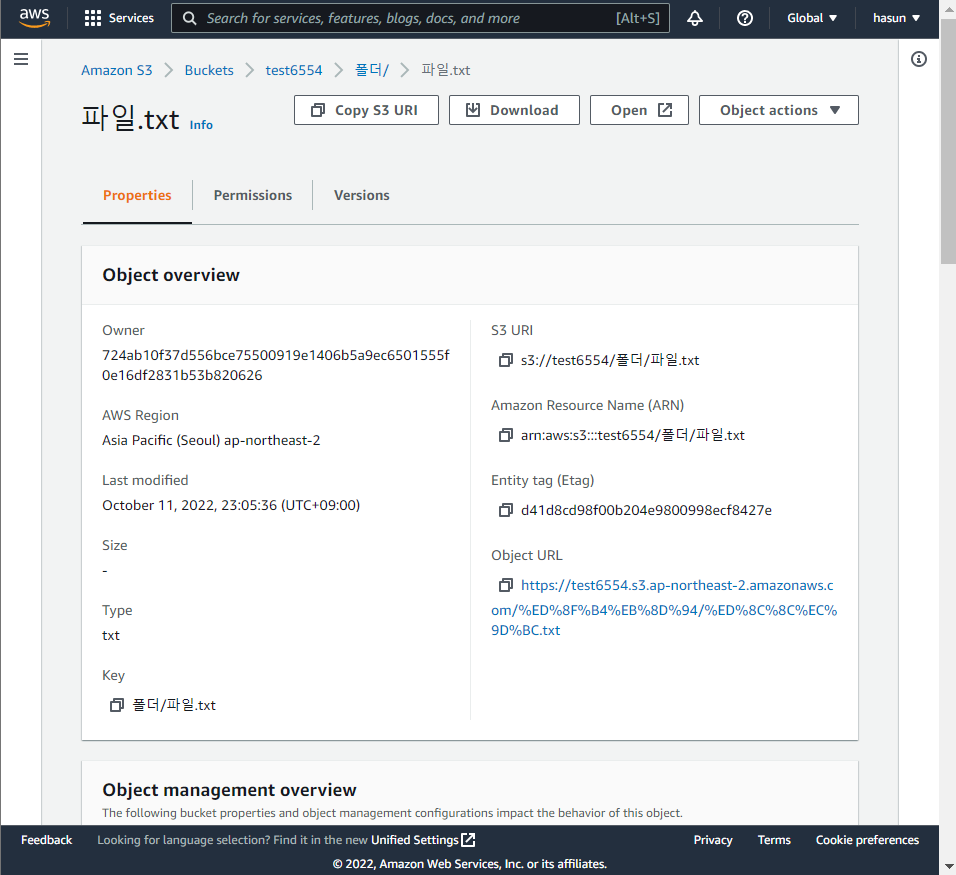 aws
Services
Search for services, features, blogs, docs, and more
[Alt+S]
Global
hasun
Amazon S3
Buckets
test6554
폴더/
파일.txt
파일.txt
Info
Copy S3 URI
Download
Open
Object actions
Properties
Permissions
Versions
Object overview
Owner
724ab10f37d556bce75500919e1406b5a9ec6501555f
0e16df2831b53b820626
AWS Region
Asia Pacific (Seoul) ap-northeast-2
Last modified
October 11, 2022, 23:05:36 (UTC+09:00)
Size
-
Type
txt
Key
폴더/파일.txt
S3 URI
s3://test6554/폴더/파일.txt
Amazon Resource Name (ARN)
arn:aws:s3:::test6554/폴더/파일.txt
Entity tag (Etag)
d41d8cd98f00b204e9800998ecf8427e
Object URL
https://test6554.s3.ap-northeast-2.amazonaws.c
om/%ED%8F%B4%EB%8D%94/%ED%8C%8C%EC%
9D%BC.txt
Object management overview
The following bucket properties and object management configurations impact the behavior of this object.
Feedback
Looking for language selection? Find it in the new Unified Settings
Privacy
Terms
Cookie preferences
© 2022, Amazon Web Services, Inc. or its affiliates.